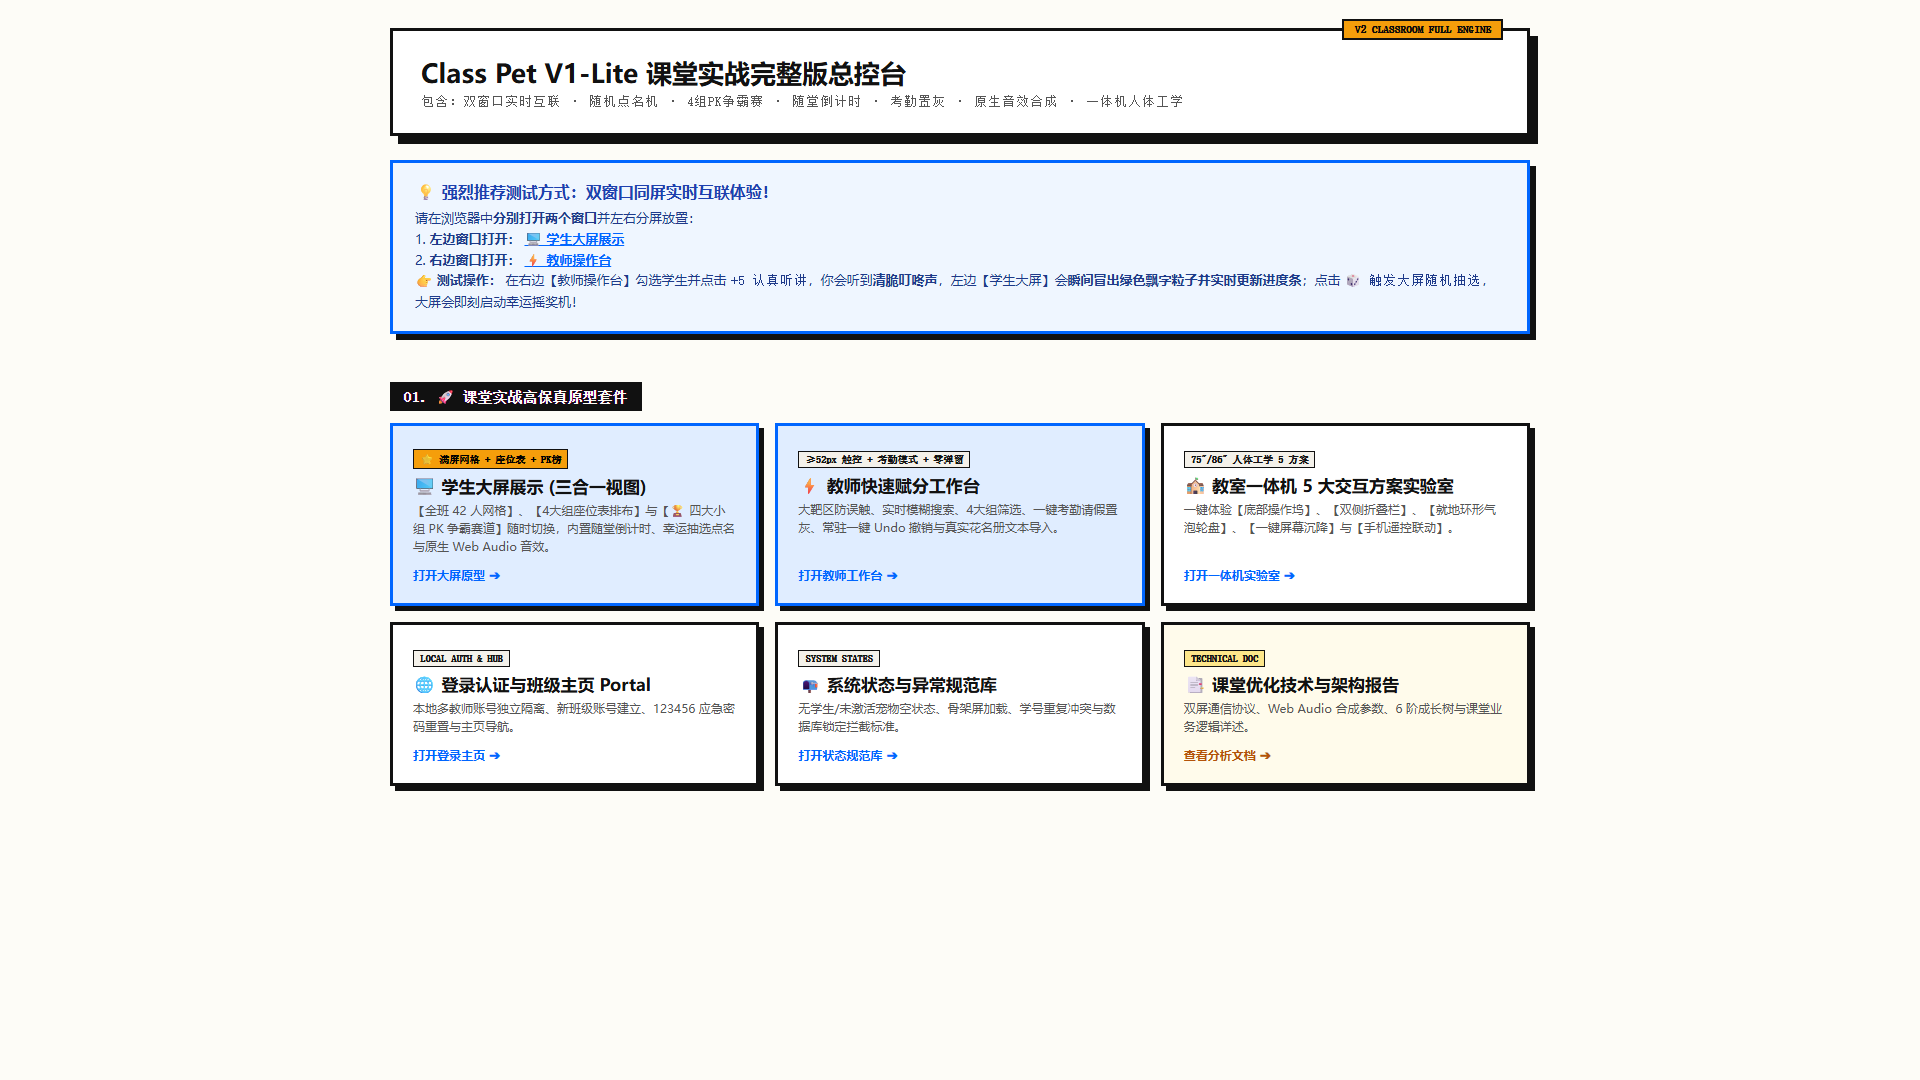 V2 CLASSROOM FULL ENGINE
Class Pet V1-Lite 课堂实战完整版总控台
包含：双窗口实时互联 · 随机点名机 · 4组PK争霸赛 · 随堂倒计时 · 考勤置灰 · 原生音效合成 · 一体机人体工学
💡 强烈推荐测试方式：双窗口同屏实时互联体验！
请在浏览器中分别打开两个窗口并左右分屏放置：
1. 左边窗口打开： 🖥️ 学生大屏展示
2. 右边窗口打开： ⚡ 教师操作台
👉 测试操作： 在右边【教师操作台】勾选学生并点击 +5 认真听讲，你会听到清脆叮咚声，左边【学生大屏】会瞬间冒出绿色飘字粒子并实时更新进度条；点击 🎲 触发大屏随机抽选，
大屏会即刻启动幸运摇奖机！
01. 🚀 课堂实战高保真原型套件
⭐ 满屏网格 + 座位表 + PK榜
🖥️ 学生大屏展示 (三合一视图)
【全班 42 人网格】、【4大组座位表排布】与【🏆 四大小
组 PK 争霸赛道】随时切换，内置随堂倒计时、幸运抽选点名
与原生 Web Audio 音效。
打开大屏原型 ➔
≥52px 触控 + 考勤模式 + 零弹窗
⚡ 教师快速赋分工作台
大靶区防误触、实时模糊搜索、4大组筛选、一键考勤请假置
灰、常驻一键 Undo 撤销与真实花名册文本导入。
打开教师工作台 ➔
75"/86" 人体工学 5 方案
🏫 教室一体机 5 大交互方案实验室
一键体验【底部操作坞】、【双侧折叠栏】、【就地环形气
泡轮盘】、【一键屏幕沉降】与【手机遥控联动】。
打开一体机实验室 ➔
LOCAL AUTH & HUB
🌐 登录认证与班级主页 Portal
本地多教师账号独立隔离、新班级账号建立、123456 应急密
码重置与主页导航。
打开登录主页 ➔
SYSTEM STATES
📭 系统状态与异常规范库
无学生/未激活宠物空状态、骨架屏加载、学号重复冲突与数
据库锁定拦截标准。
打开状态规范库 ➔
TECHNICAL DOC
📑 课堂优化技术与架构报告
双屏通信协议、Web Audio 合成参数、6 阶成长树与课堂业
务逻辑详述。
查看分析文档 ➔